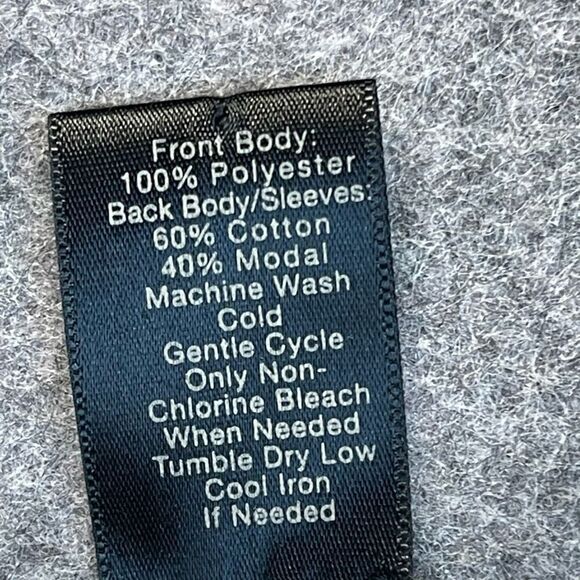 Front Body:
100% Polyester
Back Body/Sleeves:
60% Cotton
40% Modal
Machine Wash
Cold
Gentle Cycle
Only Non-
Chlorine Bleach
When Needed
Tumble Dry Low
Cool Iron
If Needed